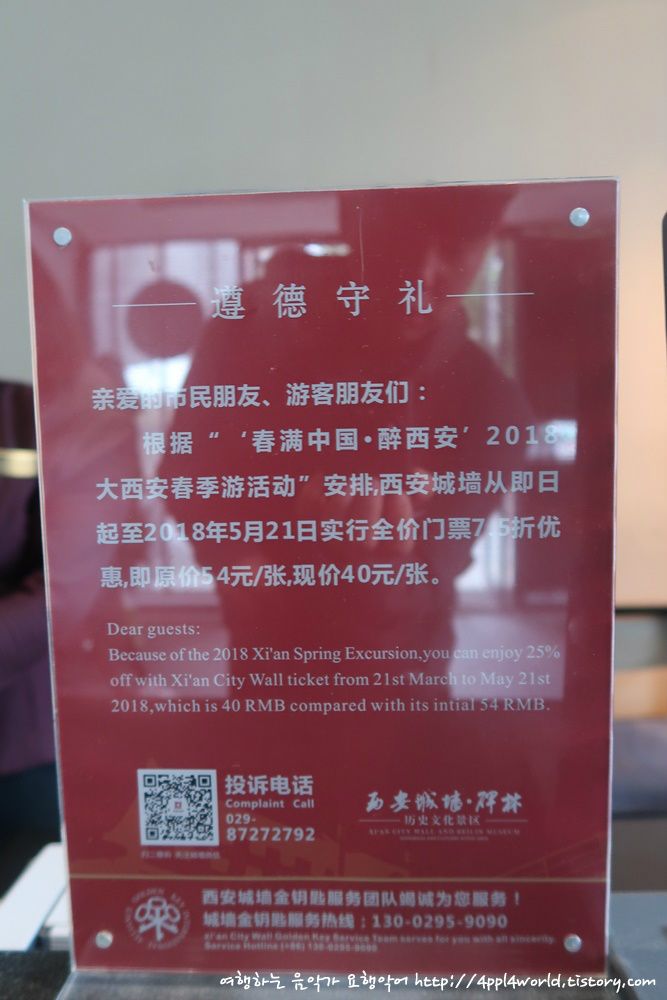 遵德守礼
亲爱的市民朋友、游客朋友们：
根据“‘春满中国·醉西安’2018
大西安春季游活动”安排,西安城墙从即日
起至2018年5月21日实行全价门票7.5折优
惠,即原价54元/张,现价40元/张。
Dear guests:
Because of the 2018 Xi'an Spring Excursion,you can enjoy 25%
off with Xi'an City Wall ticket from 21st March to May 21st
2018,which is 40 RMB compared with its intial 54 RMB.
投诉电话
Complaint Call
029-
87272792
西安城墙·碑林
历史文化景区
XI'AN CITY WALL AND BEILIN MUSEUM
西安城墙金钥匙服务团队竭诚为您服务！
城墙金钥匙服务热线：130-0295-9090
xi'an City Wall Golden Key Service Team serves for you with all sincerity.
Service Hotline (+86) 130-0295-9090
여행하는 음악가 요행악어 http://4ppl4world.tistory.com